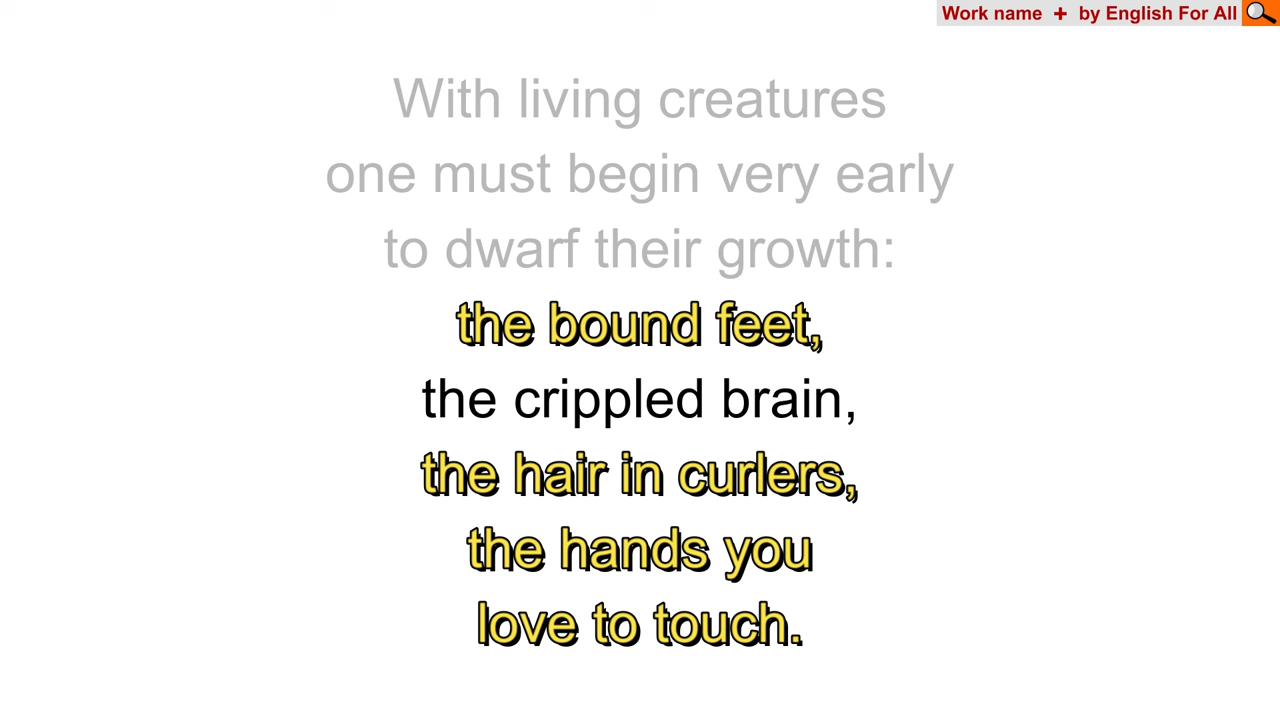 Work name + by English For All
With living creatures
one must begin very early
to dwarf their growth:
the bound feet,
the crippled brain,
the hair in curlers,
the hands you
love to touch.